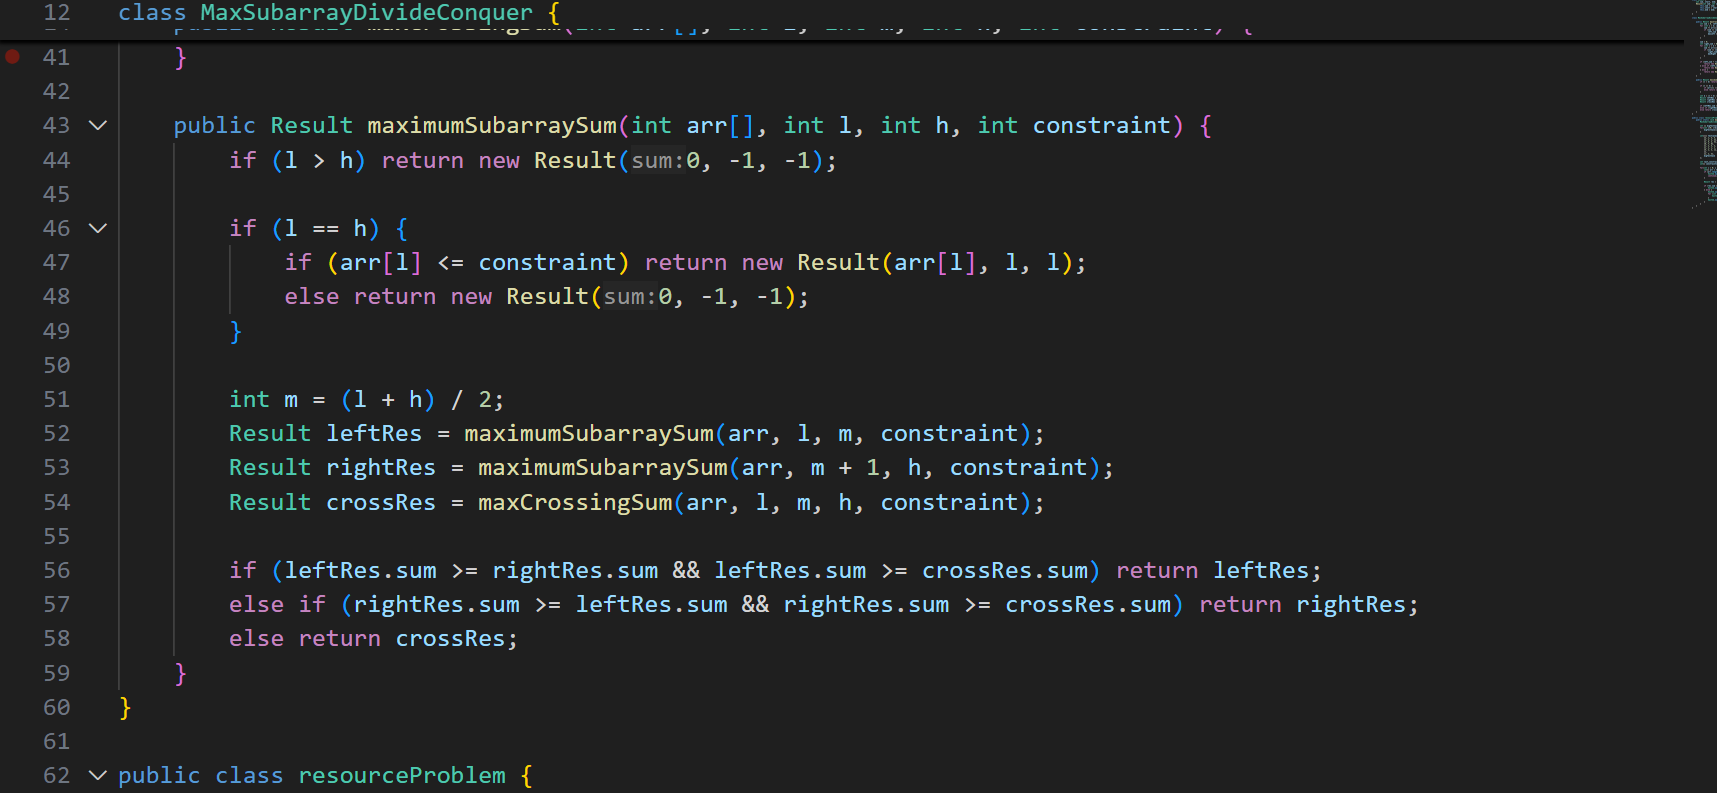 12 class MaxSubarrayDivideConquer {
41 }
42
43 public Result maximumSubarraySum(int arr[], int l, int h, int constraint) {
44 if (l > h) return new Result(sum:0, -1, -1);
45
46 if (l == h) {
47 if (arr[l] <= constraint) return new Result(arr[l], l, l);
48 else return new Result(sum:0, -1, -1);
49 }
50
51 int m = (l + h) / 2;
52 Result leftRes = maximumSubarraySum(arr, l, m, constraint);
53 Result rightRes = maximumSubarraySum(arr, m + 1, h, constraint);
54 Result crossRes = maxCrossingSum(arr, l, m, h, constraint);
55
56 if (leftRes.sum >= rightRes.sum && leftRes.sum >= crossRes.sum) return leftRes;
57 else if (rightRes.sum >= leftRes.sum && rightRes.sum >= crossRes.sum) return rightRes;
58 else return crossRes;
59 }
60 }
61
62 public class resourceProblem {